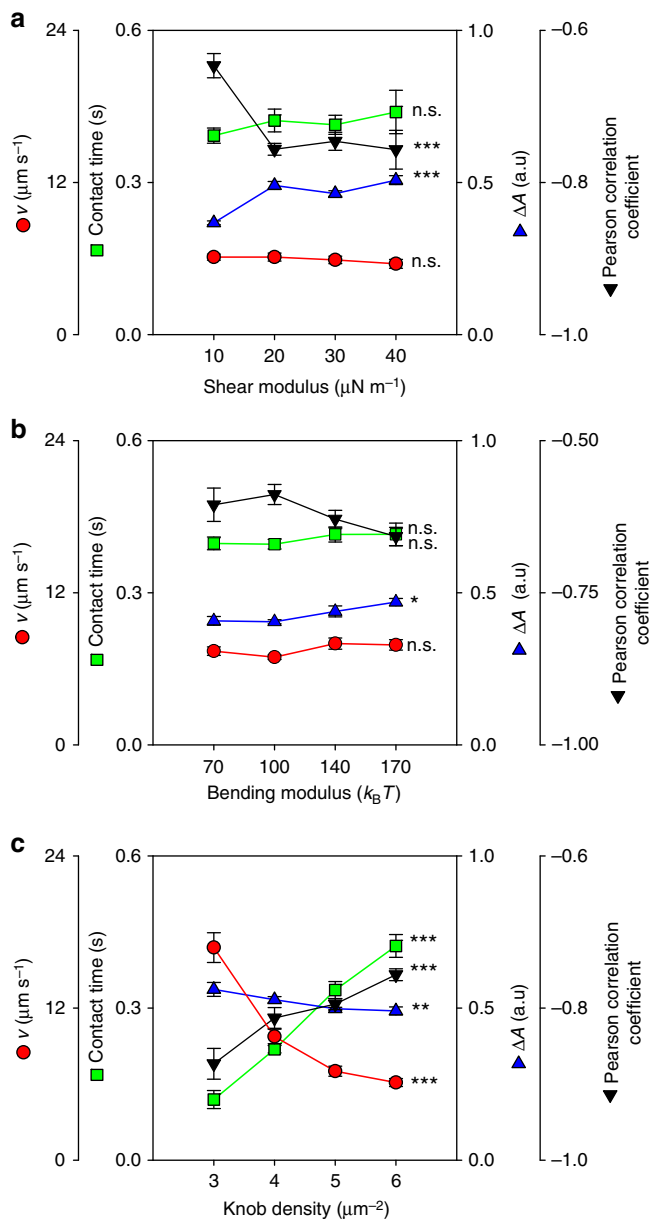 a
24
12
0
v (μm s⁻¹)
0.6
0.3
0.0
Contact time (s)
n.s.
***
***
n.s.
1.0
0.5
0.0
ΔA (a.u)
−0.6
−0.8
−1.0
Pearson correlation
coefficient
10 20 30 40
Shear modulus (μN m⁻¹)
b
24
12
0
v (μm s⁻¹)
0.6
0.3
0.0
Contact time (s)
n.s.
n.s.
*
n.s.
1.0
0.5
0.0
ΔA (a.u)
−0.50
−0.75
−1.00
Pearson correlation
coefficient
70 100 140 170
Bending modulus (k_BT)
c
24
12
0
v (μm s⁻¹)
0.6
0.3
0.0
Contact time (s)
***
***
**
***
1.0
0.5
0.0
ΔA (a.u)
−0.6
−0.8
−1.0
Pearson correlation
coefficient
3 4 5 6
Knob density (μm⁻²)